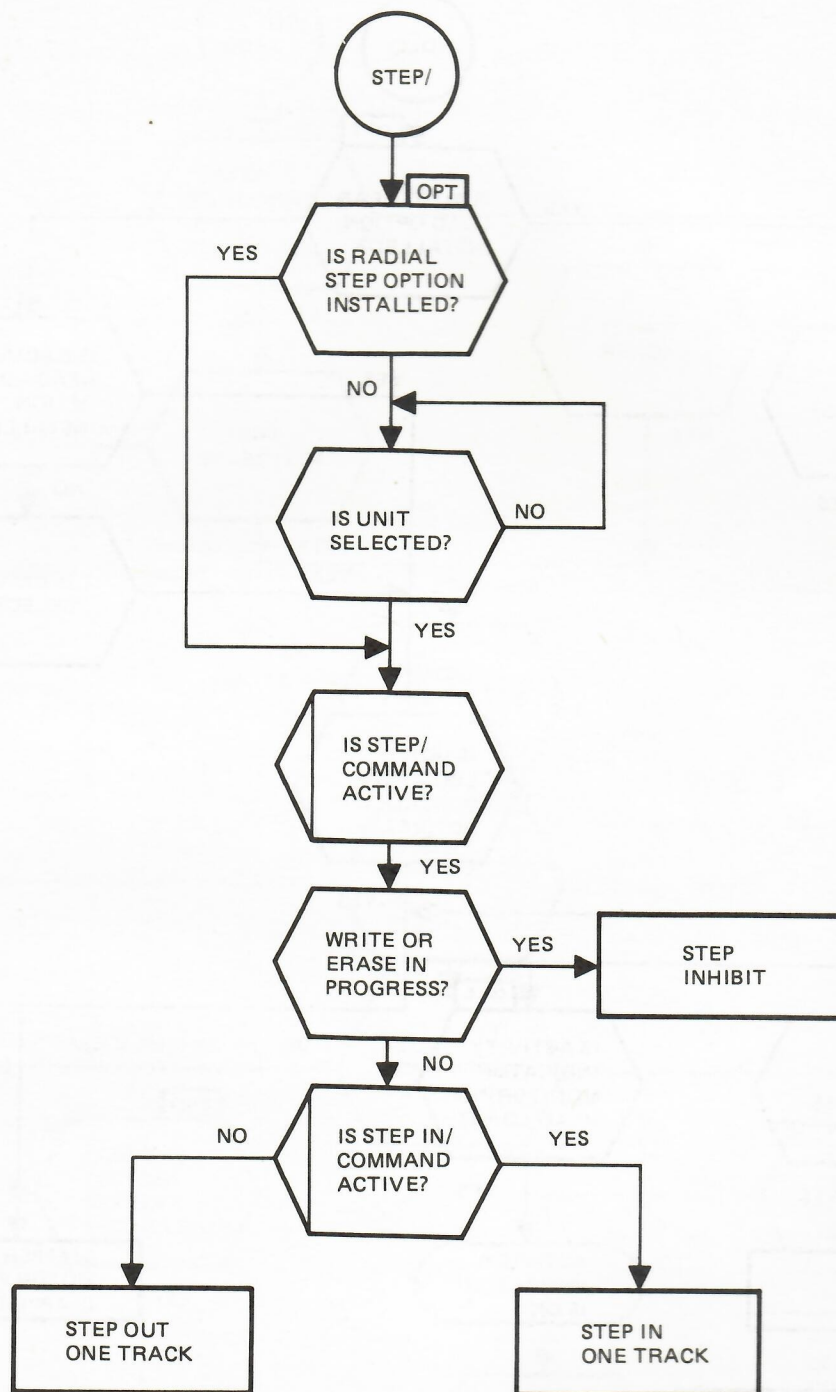 STEP/
OPT
YES
IS RADIAL
STEP OPTION
INSTALLED?
NO
IS UNIT
SELECTED?
NO
YES
IS STEP/
COMMAND
ACTIVE?
YES
WRITE OR
ERASE IN
PROGRESS?
YES
STEP
INHIBIT
NO
NO
IS STEP IN/
COMMAND
ACTIVE?
YES
STEP OUT
ONE TRACK
STEP IN
ONE TRACK